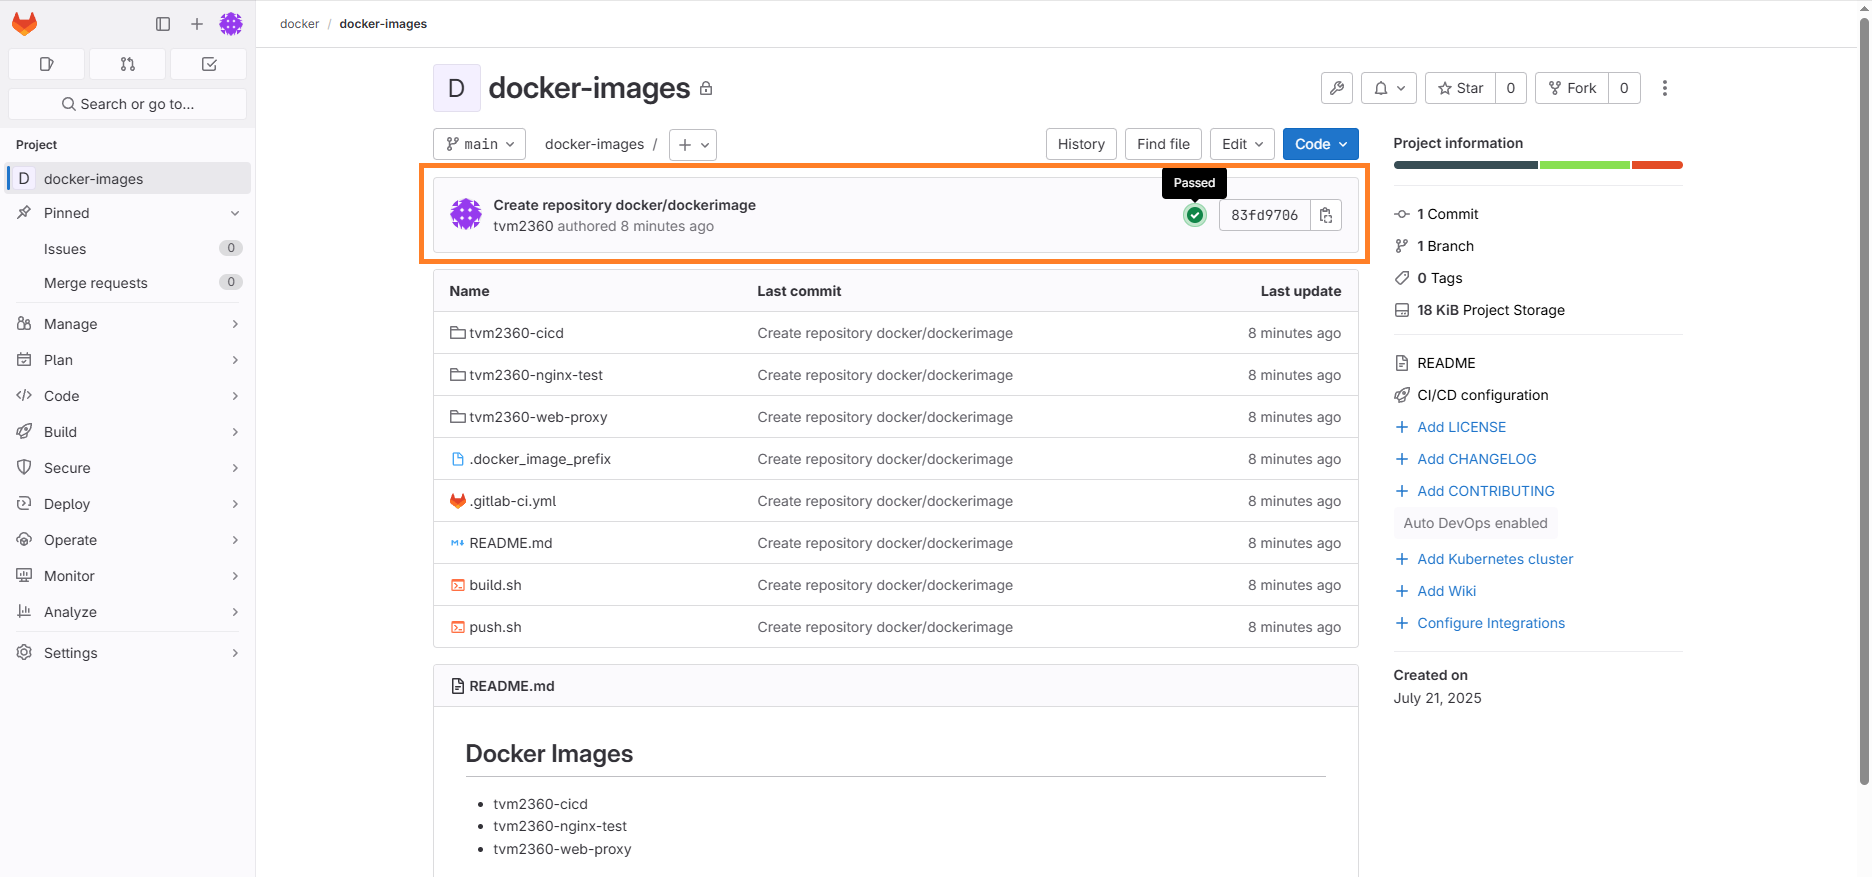 docker / docker-images
Search or go to...
Project
D docker-images
Pinned
Issues 0
Merge requests 0
Manage
Plan
Code
Build
Secure
Deploy
Operate
Monitor
Analyze
Settings
D docker-images
Star 0
Fork 0
main
docker-images /
History
Find file
Edit
Code
Passed
Create repository docker/dockerimage
tvm2360 authored 8 minutes ago
83fd9706
Name Last commit Last update
tvm2360-cicd Create repository docker/dockerimage 8 minutes ago
tvm2360-nginx-test Create repository docker/dockerimage 8 minutes ago
tvm2360-web-proxy Create repository docker/dockerimage 8 minutes ago
.docker_image_prefix Create repository docker/dockerimage 8 minutes ago
.gitlab-ci.yml Create repository docker/dockerimage 8 minutes ago
README.md Create repository docker/dockerimage 8 minutes ago
build.sh Create repository docker/dockerimage 8 minutes ago
push.sh Create repository docker/dockerimage 8 minutes ago
README.md
Docker Images
tvm2360-cicd
tvm2360-nginx-test
tvm2360-web-proxy
Project information
1 Commit
1 Branch
0 Tags
18 KiB Project Storage
README
CI/CD configuration
Add LICENSE
Add CHANGELOG
Add CONTRIBUTING
Auto DevOps enabled
Add Kubernetes cluster
Add Wiki
Configure Integrations
Created on
July 21, 2025